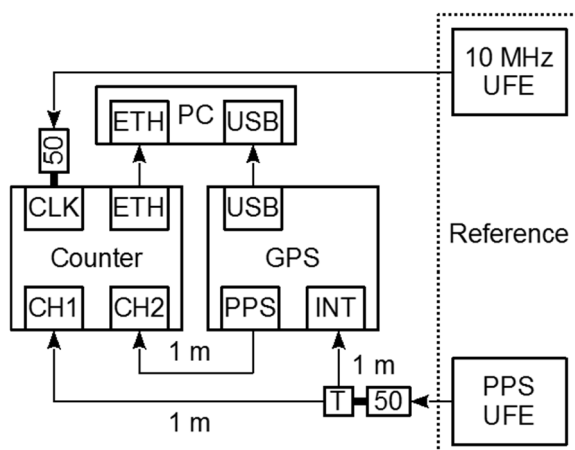 10 MHz
UFE
ETH PC USB
50
CLK ETH USB
Counter GPS
Reference
CH1 CH2 PPS INT
1 m 1 m
T 50
1 m
PPS
UFE